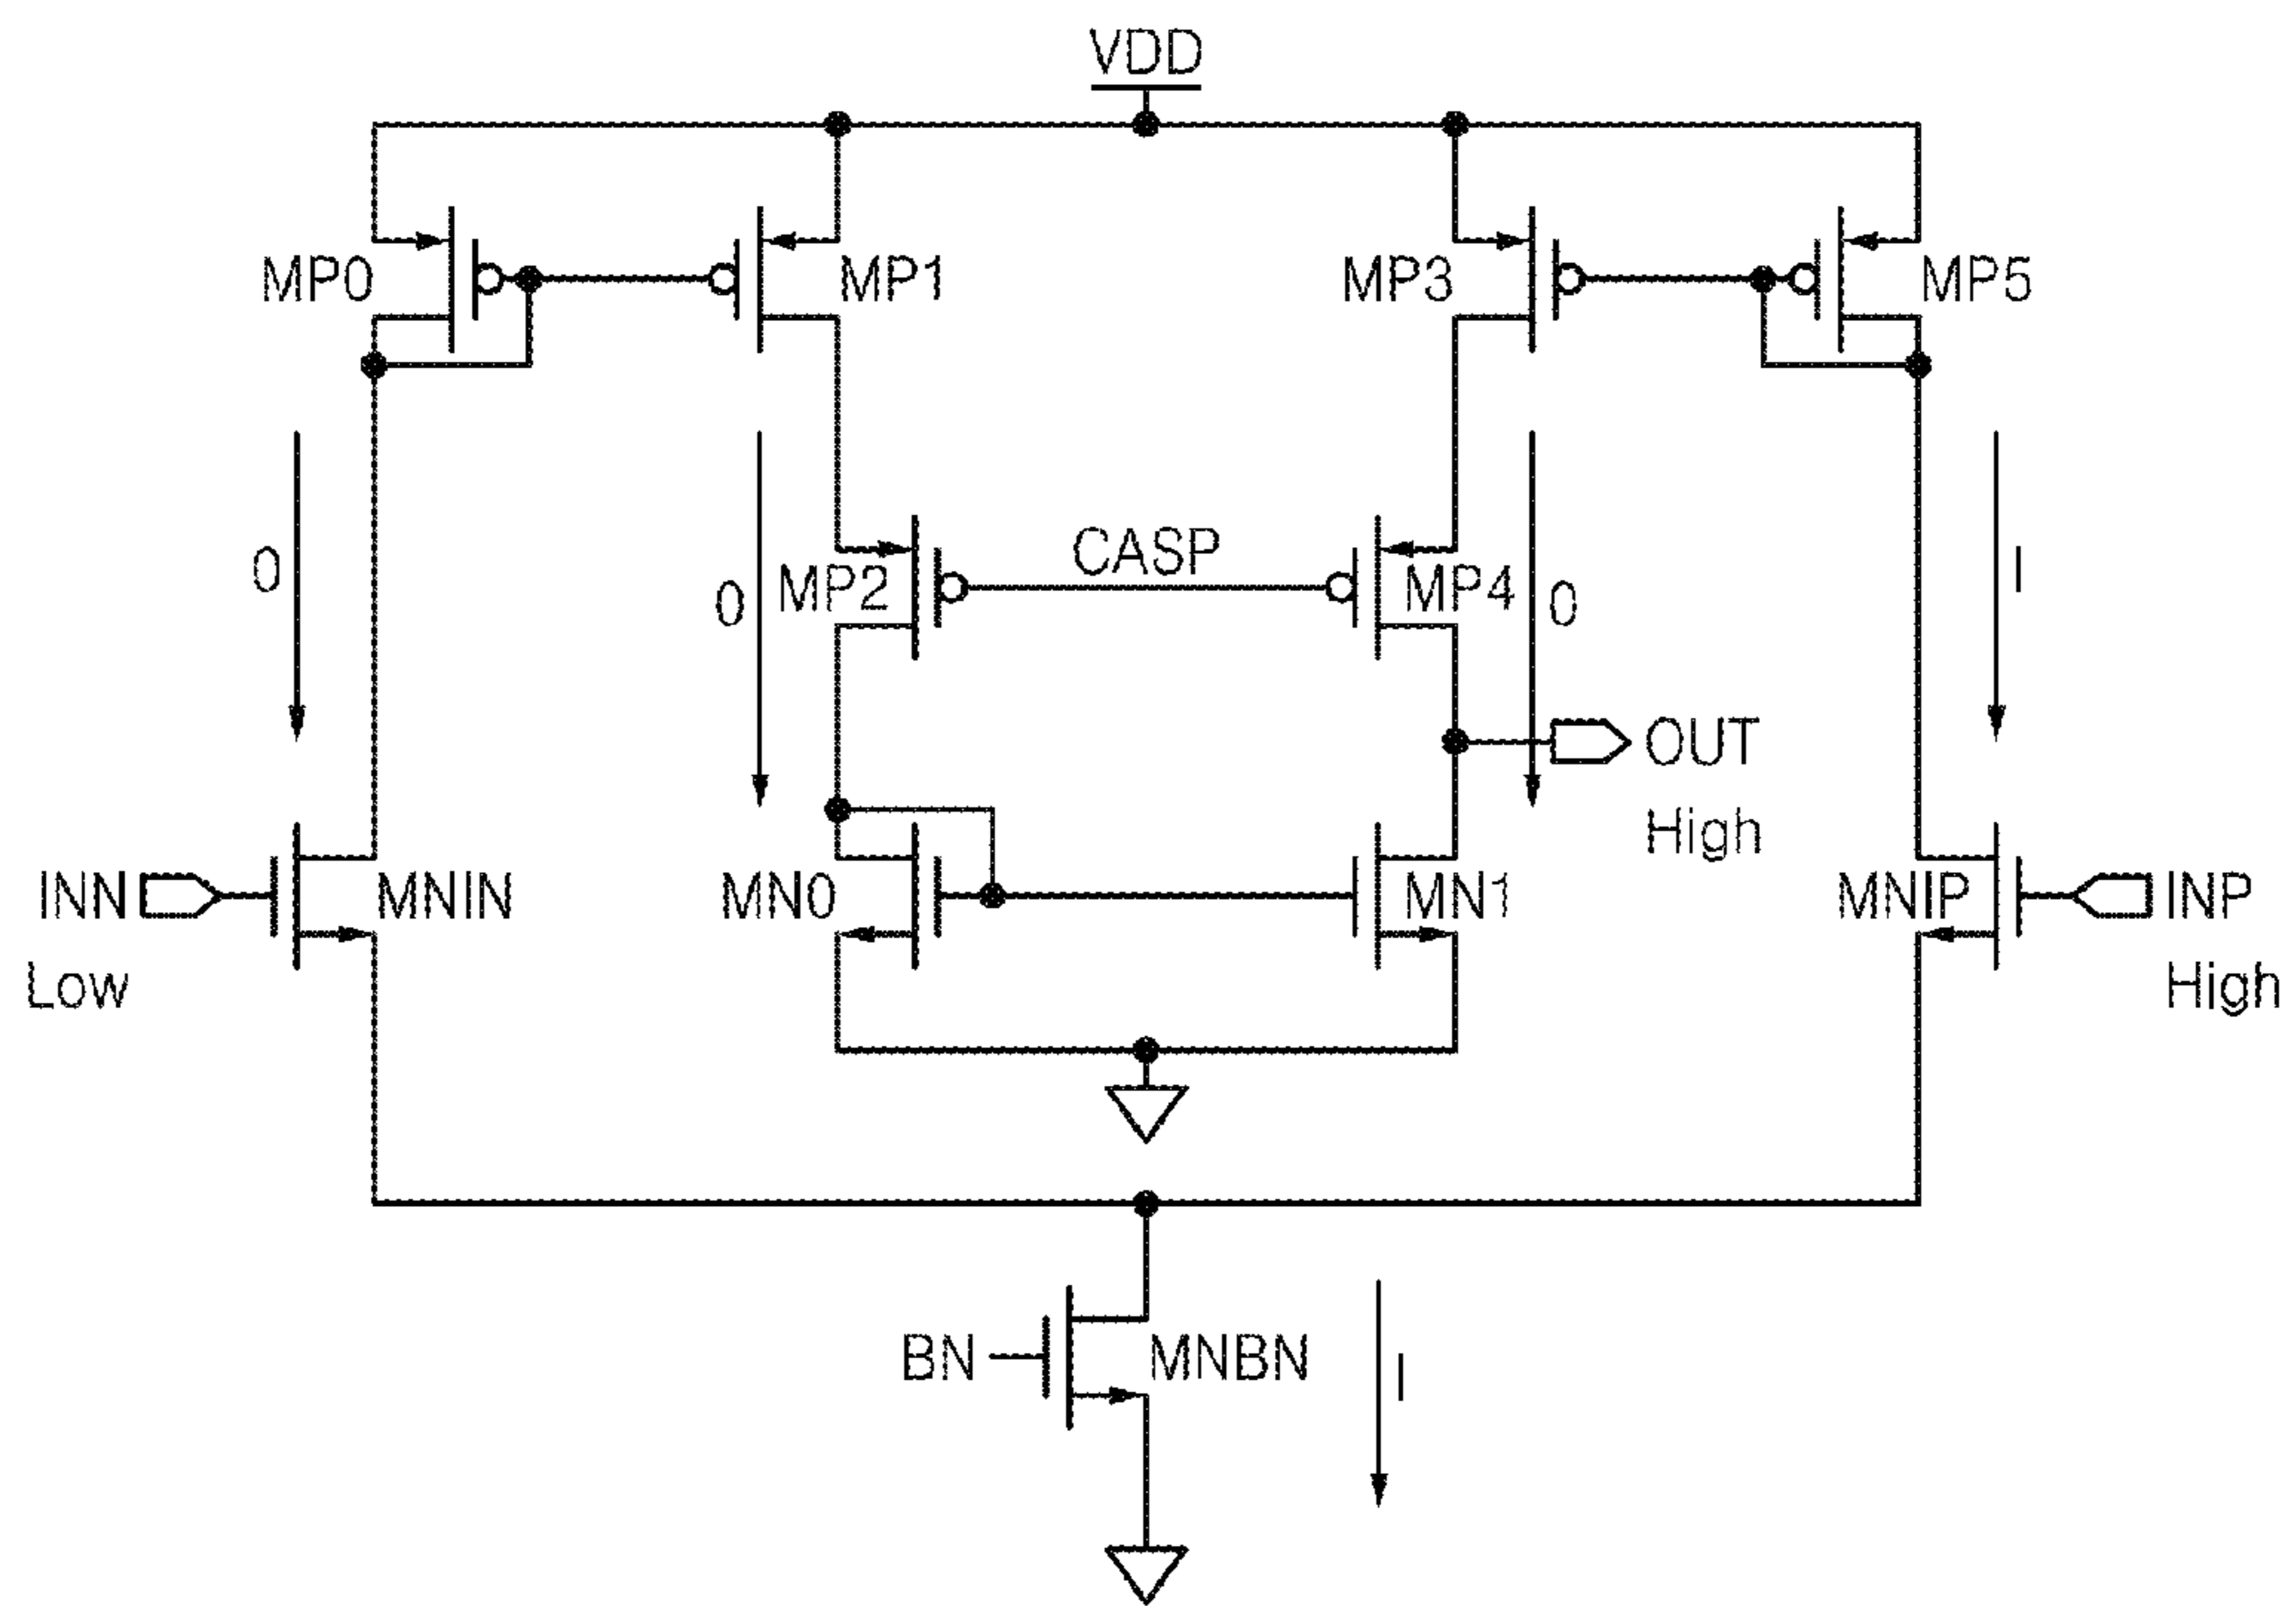 VDD
MP0
MP1
MP3
MP5
0
0
MP2
CASP
MP4
0
I
OUT
High
INN
MNIN
MN0
MN1
MNIP
INP
Low
High
BN
MNBN
I